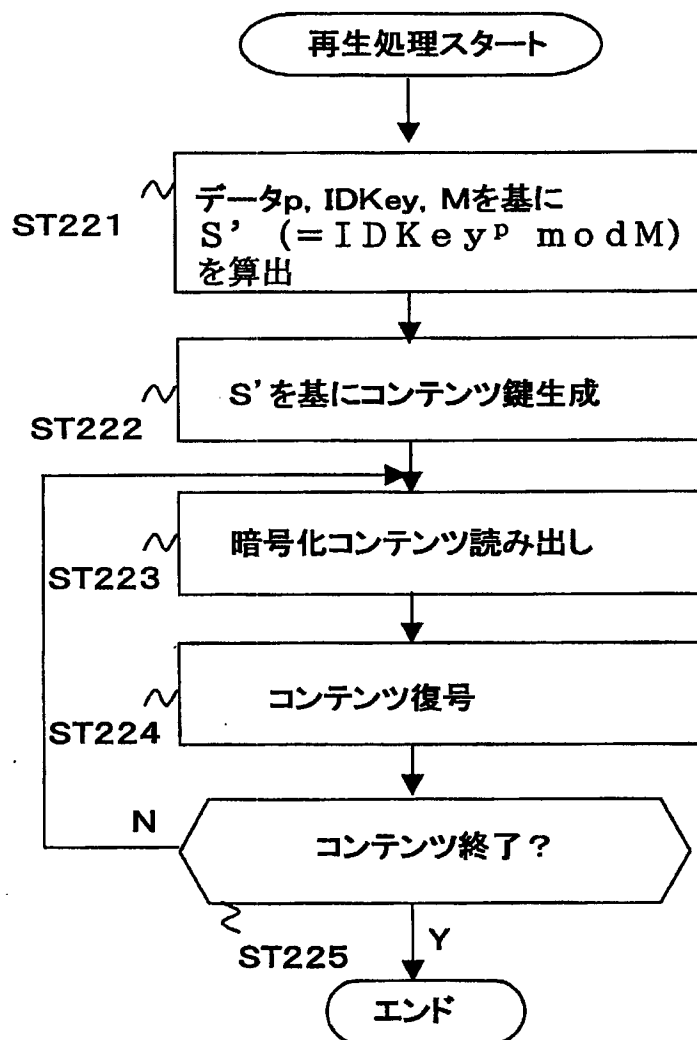 再生処理スタート
データp, IDKey, Mを基に
S' (=IDKeyᵖ modM)
を算出
ST221
S'を基にコンテンツ鍵生成
ST222
暗号化コンテンツ読み出し
ST223
コンテンツ復号
ST224
N
コンテンツ終了?
ST225
Y
エンド